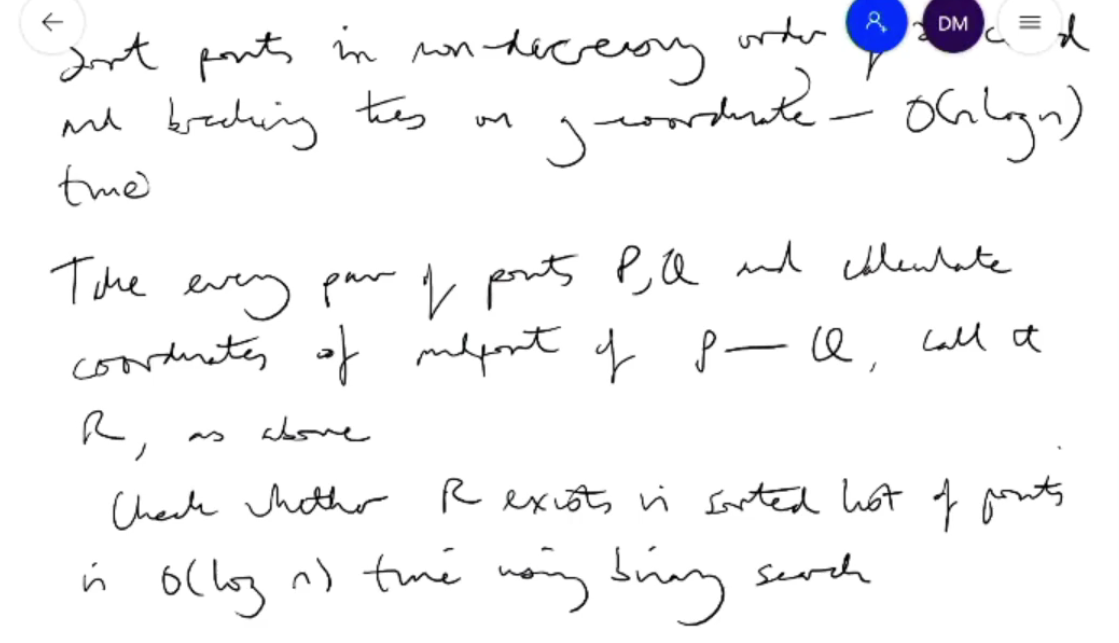 DM
Sort points in non-decreasing order of
and breaking ties on y-coordinate — O(n log n)
time
Take every pair of points P, Q and calculate
coordinates of midpoint of P — Q, call it
R, as above
Check whether R exists in sorted list of points
in O(log n) time using binary search